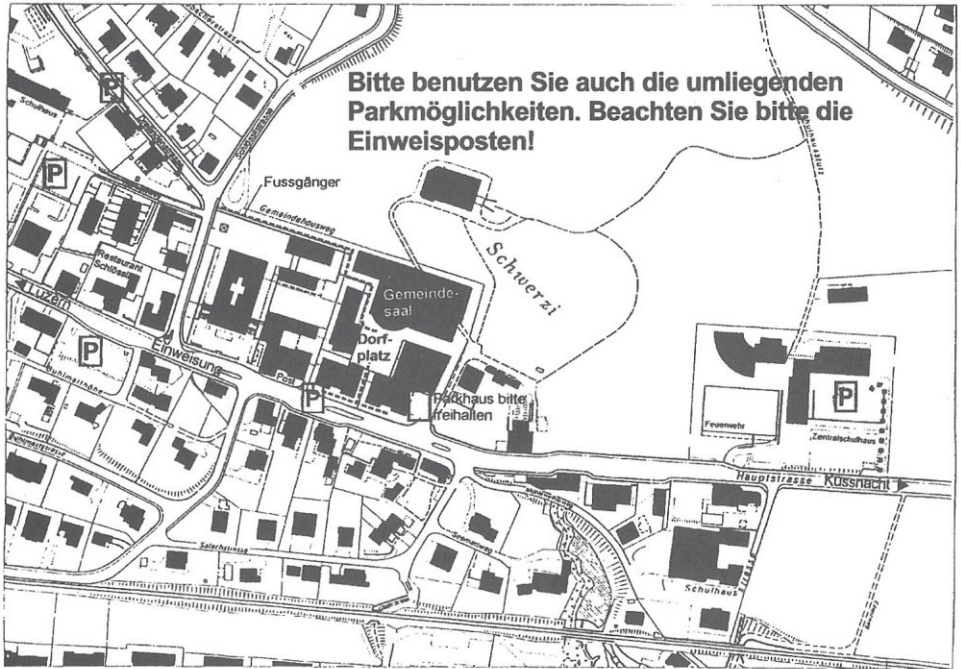 Bitte benutzen Sie auch die umliegenden
Parkmöglichkeiten. Beachten Sie bitte die
Einweisposten!
P
Schulhaus
P
Fussgänger
Gemeindehausweg
Restaurant
Schlössli
Schwerzi
Luzern
Gemeinde-
saal
Dorf-
platz
Einweisung
P
Buhlmatthöhe
Post
P
Parkhaus bitte
freihalten
P
Feuerwehr
Zentralschulhaus
Hauptstrasse
Küssnacht
Schulhaus